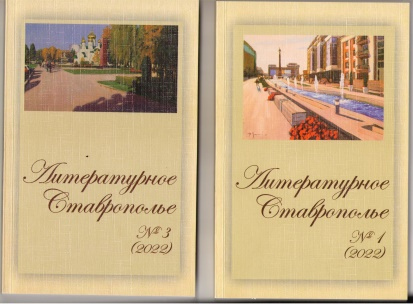 Литературное
Ставрополье
№ 3
(2022)
Литературное
Ставрополье
№ 1
(2022)